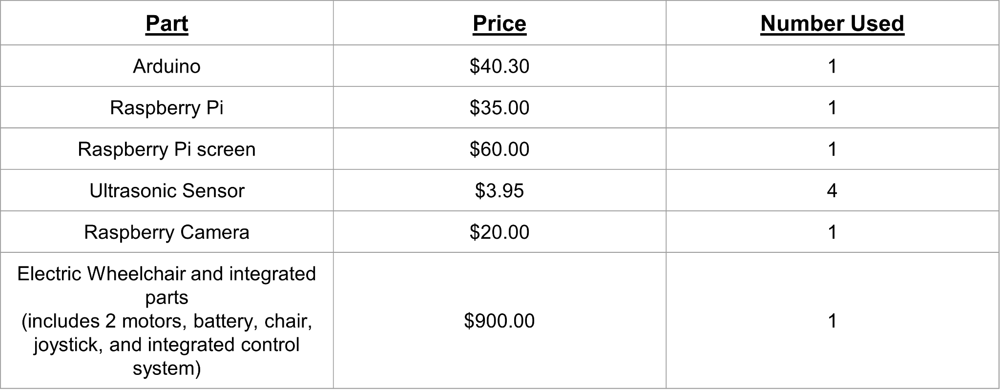 Part Price Number Used
Arduino $40.30 1
Raspberry Pi $35.00 1
Raspberry Pi screen $60.00 1
Ultrasonic Sensor $3.95 4
Raspberry Camera $20.00 1
Electric Wheelchair and integrated
parts
(includes 2 motors, battery, chair,
joystick, and integrated control
system)
$900.00 1